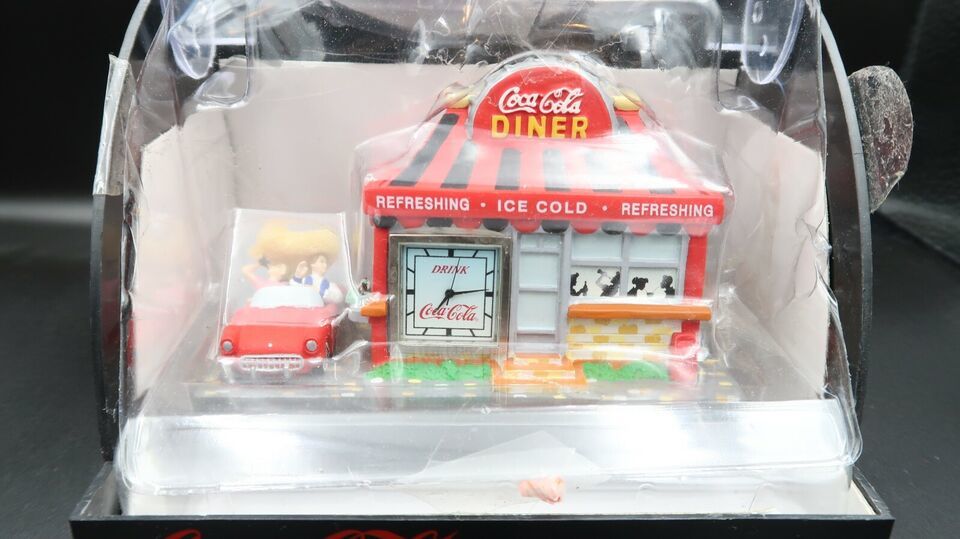 Coca-Cola
DINER
REFRESHING · ICE COLD · REFRESHING
DRINK
Coca-Cola